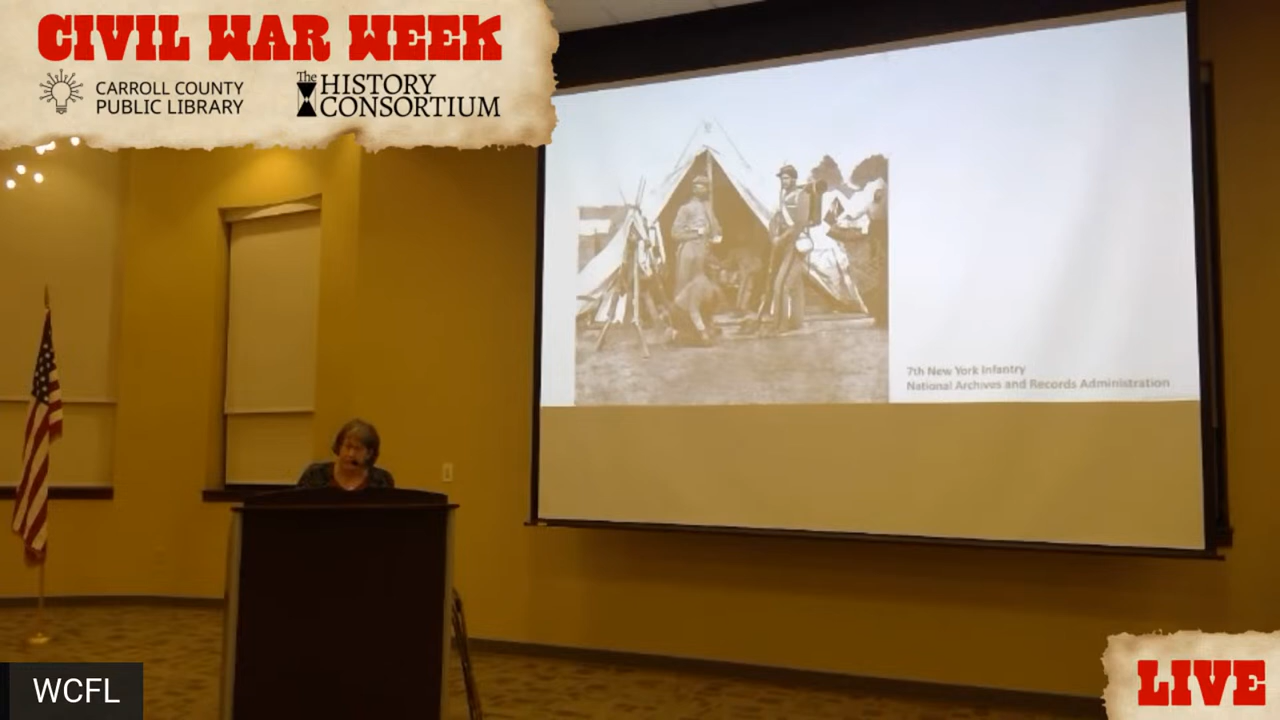 CIVIL WAR WEEK
CARROLL COUNTY
PUBLIC LIBRARY
The
HISTORY
CONSORTIUM
7th New York Infantry
National Archives and Records Administration
WCFL
LIVE